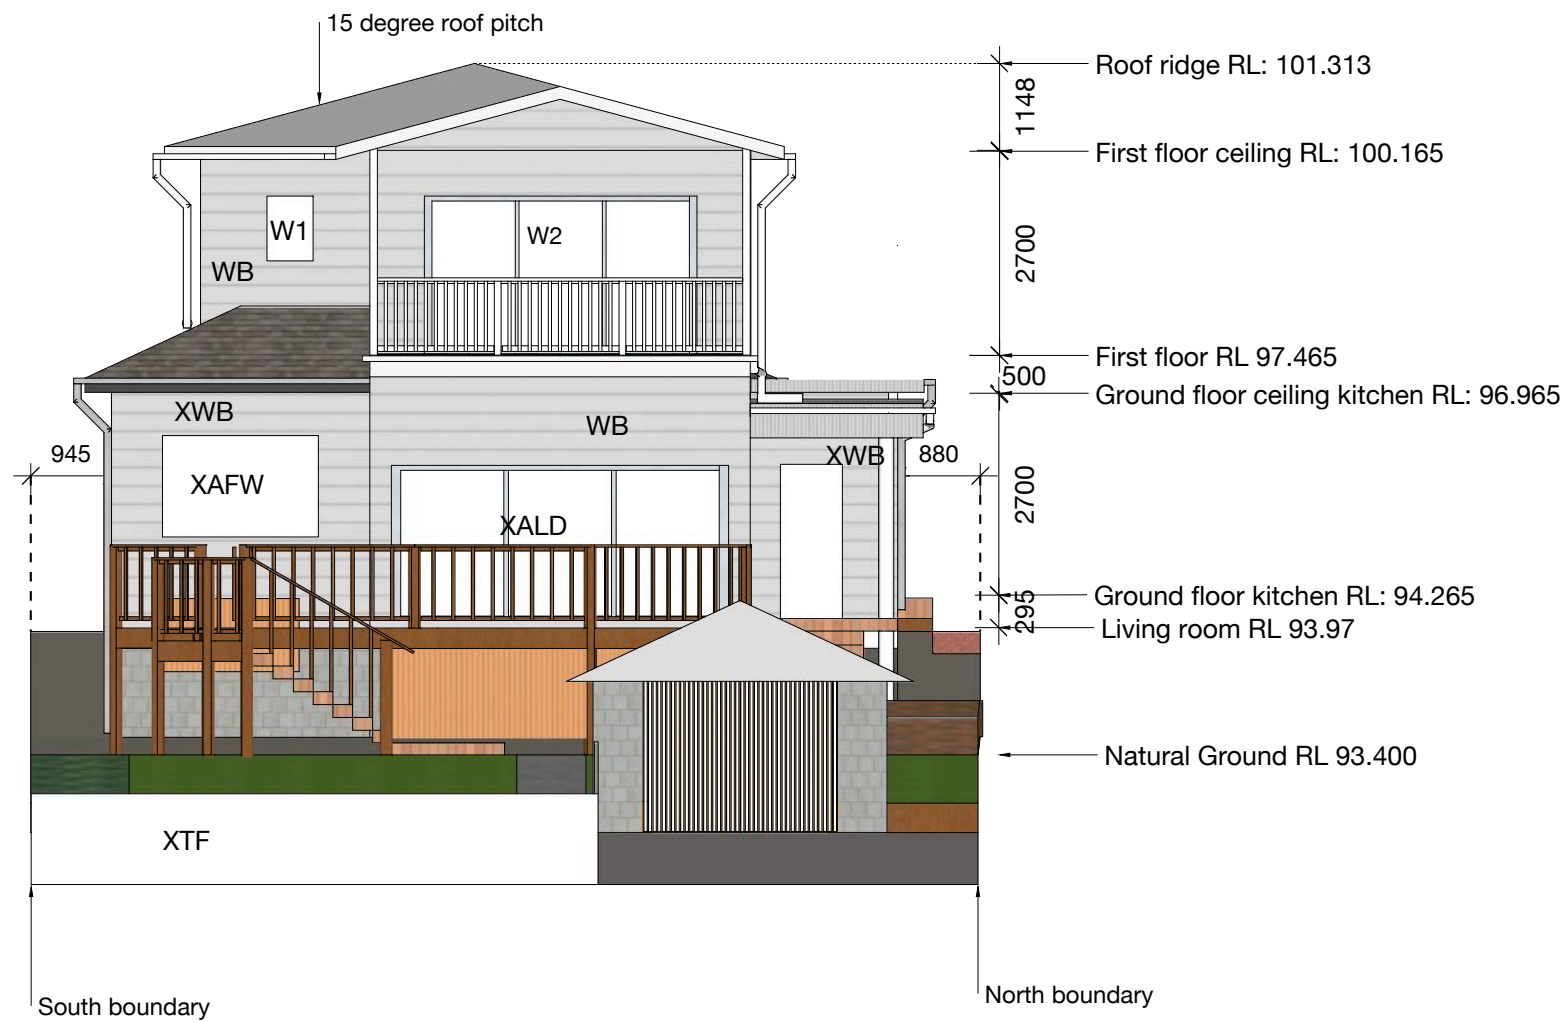 15 degree roof pitch
Roof ridge RL: 101.313
1148
First floor ceiling RL: 100.165
W1
W2
WB
2700
First floor RL 97.465
500
Ground floor ceiling kitchen RL: 96.965
XWB
WB
945
XWB
880
XAFW
2700
XALD
Ground floor kitchen RL: 94.265
295
Living room RL 93.97
Natural Ground RL 93.400
XTF
South boundary
North boundary